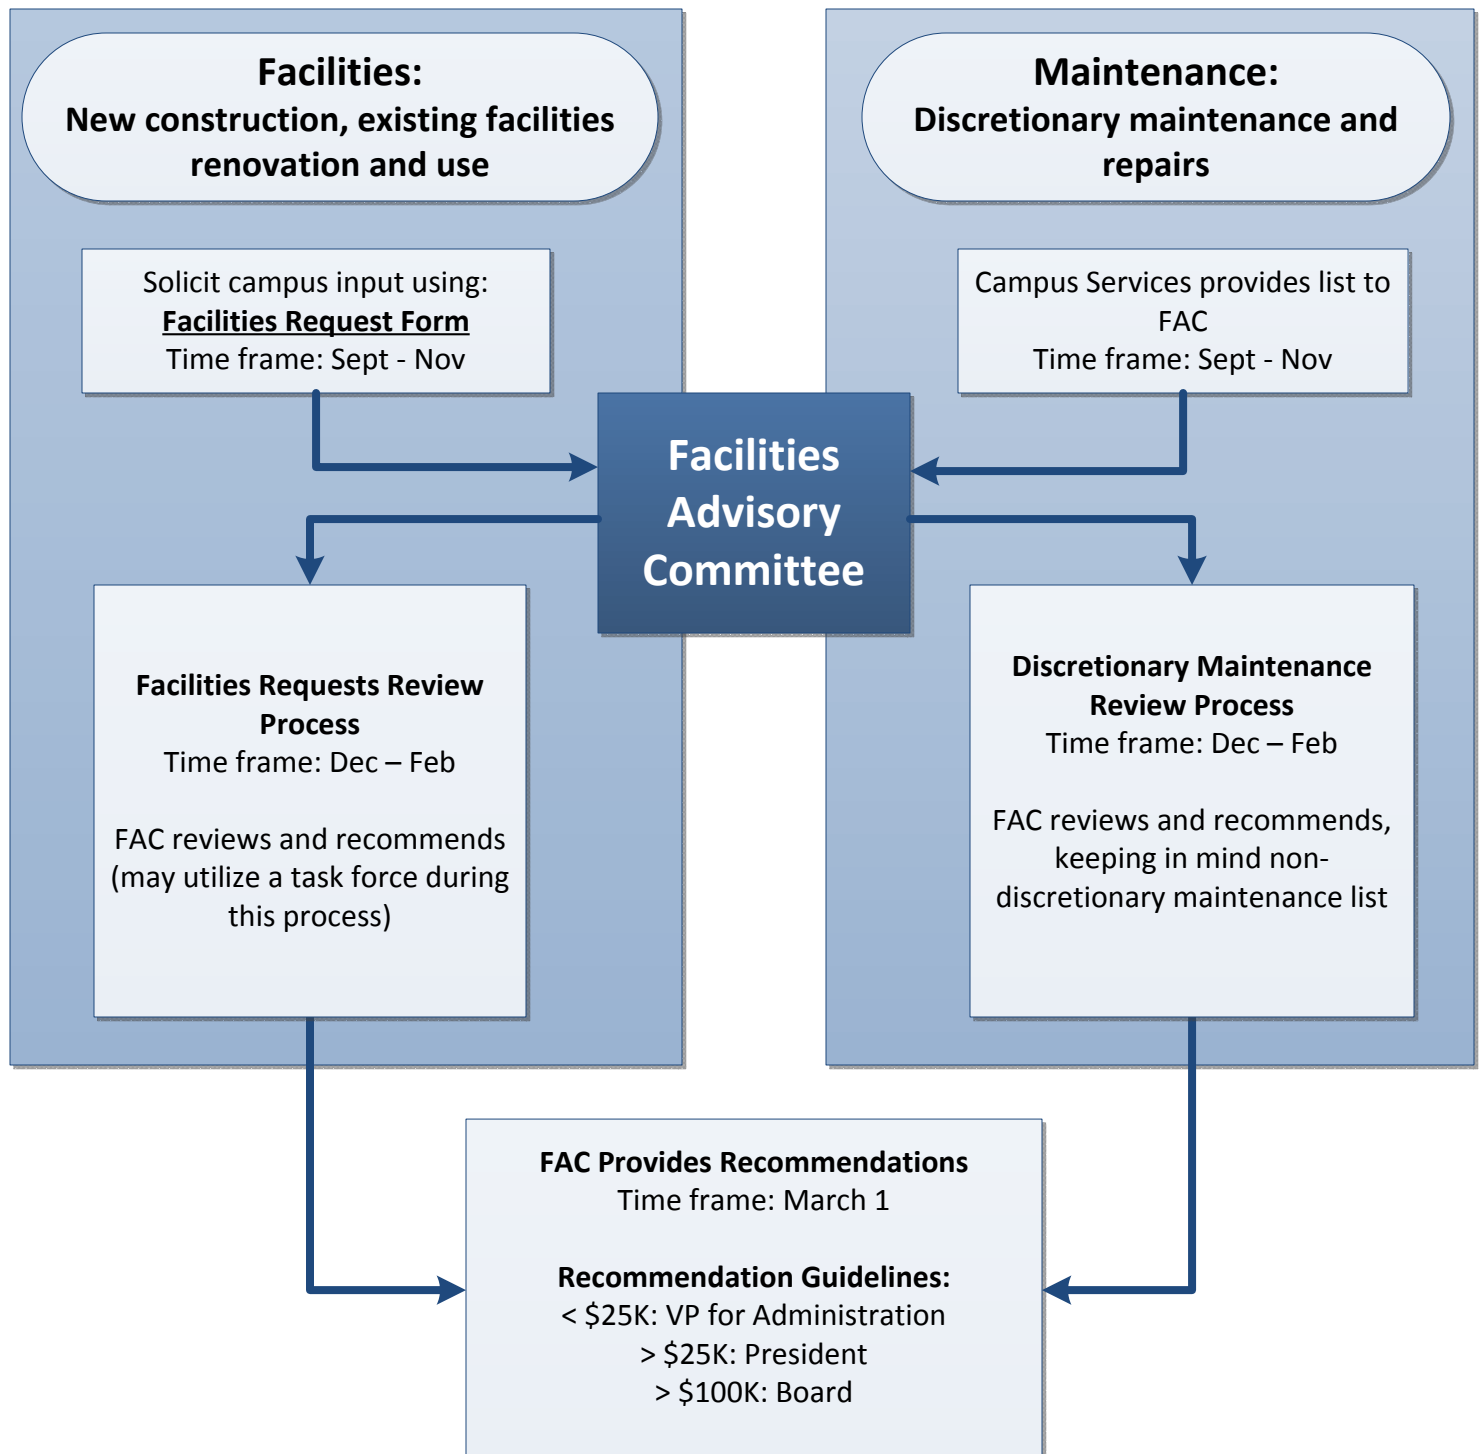 Facilities:
New construction, existing facilities
renovation and use
Maintenance:
Discretionary maintenance and
repairs
Solicit campus input using:
Facilities Request Form
Time frame: Sept - Nov
Campus Services provides list to
FAC
Time frame: Sept - Nov
Facilities
Advisory
Committee
Facilities Requests Review
Process
Time frame: Dec – Feb
FAC reviews and recommends
(may utilize a task force during
this process)
Discretionary Maintenance
Review Process
Time frame: Dec – Feb
FAC reviews and recommends,
keeping in mind non-
discretionary maintenance list
FAC Provides Recommendations
Time frame: March 1
Recommendation Guidelines:
< $25K: VP for Administration
> $25K: President
> $100K: Board